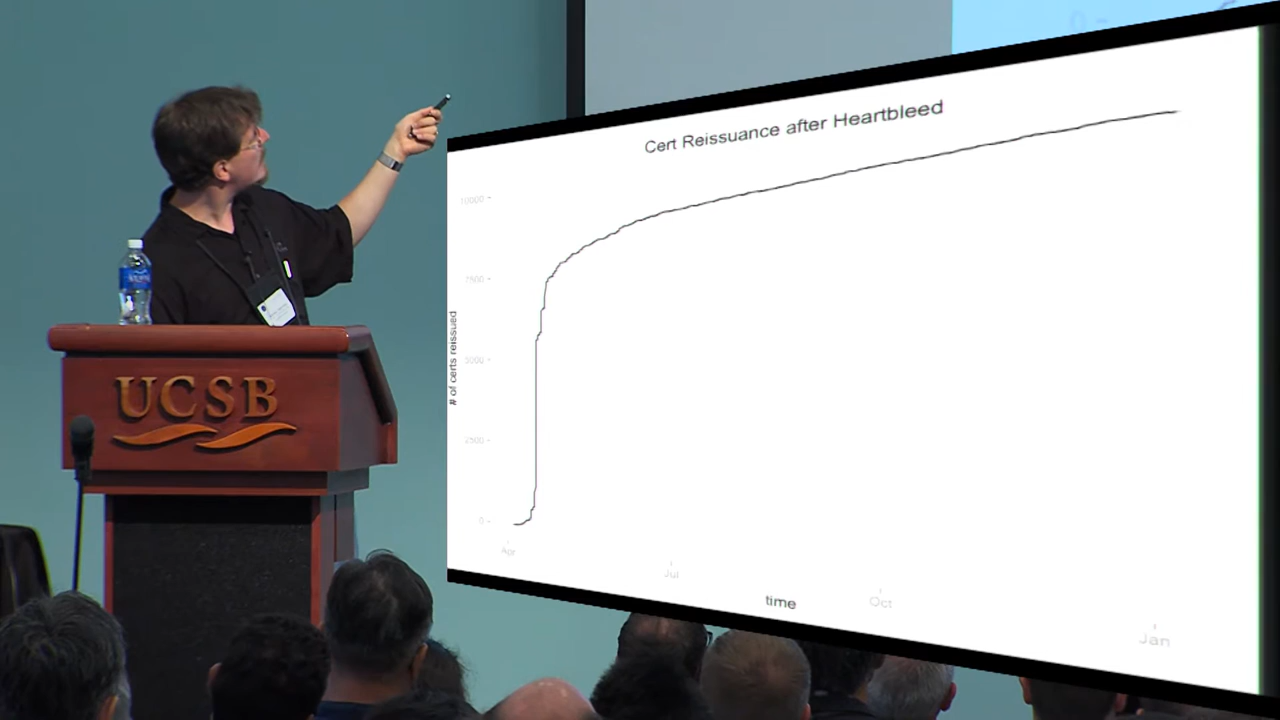 Cert Reissuance after Heartbleed
10000
7500
5000
2500
0
# of certs reissued
Apr
Jul
Oct
Jan
time
UCSB